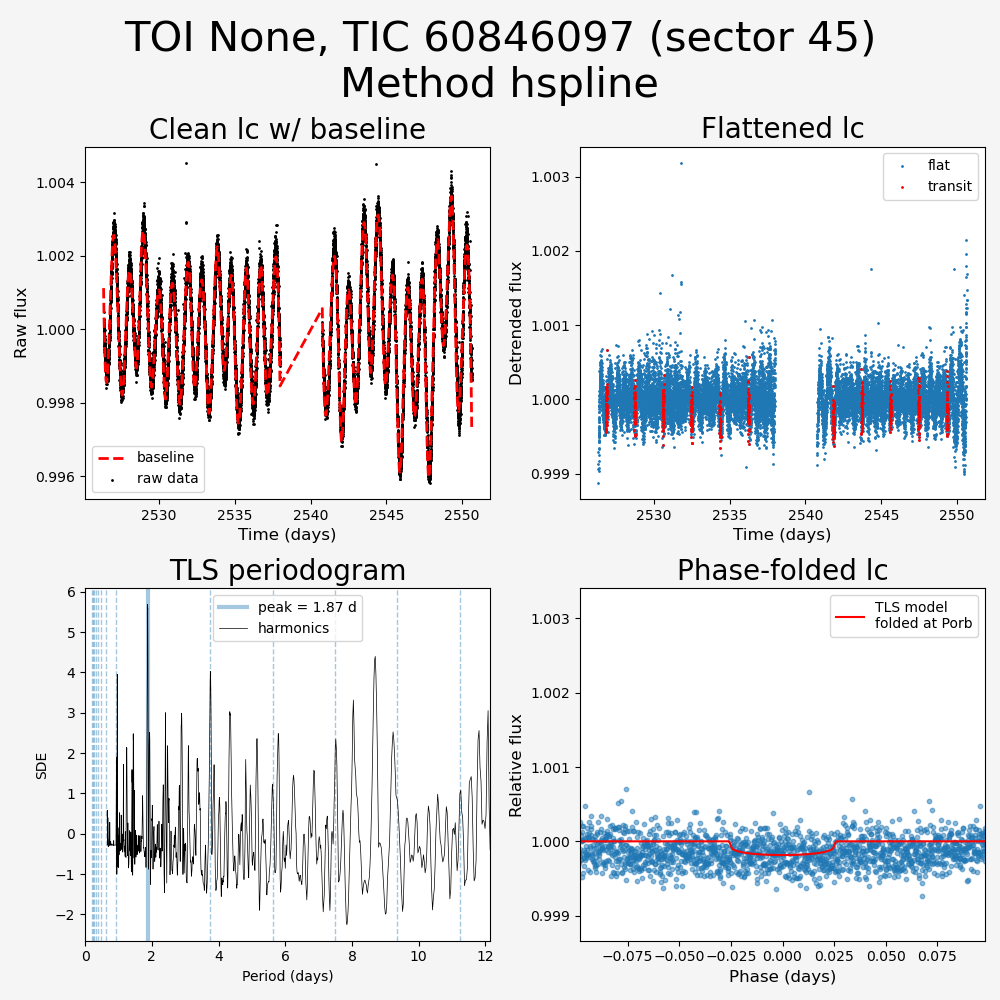 TOI None, TIC 60846097 (sector 45)
Method hspline
Clean lc w/ baseline
Raw flux
1.004
1.002
1.000
0.998
0.996
baseline
raw data
2530
2535
2540
2545
2550
Time (days)
Flattened lc
Detrended flux
1.003
1.002
1.001
1.000
0.999
flat
transit
2530
2535
2540
2545
2550
Time (days)
TLS periodogram
SDE
6
5
4
3
2
1
0
−1
−2
peak = 1.87 d
harmonics
0
2
4
6
8
10
12
Period (days)
Phase-folded lc
Relative flux
1.003
1.002
1.001
1.000
0.999
TLS model
folded at Porb
−0.075
−0.050
−0.025
0.000
0.025
0.050
0.075
Phase (days)